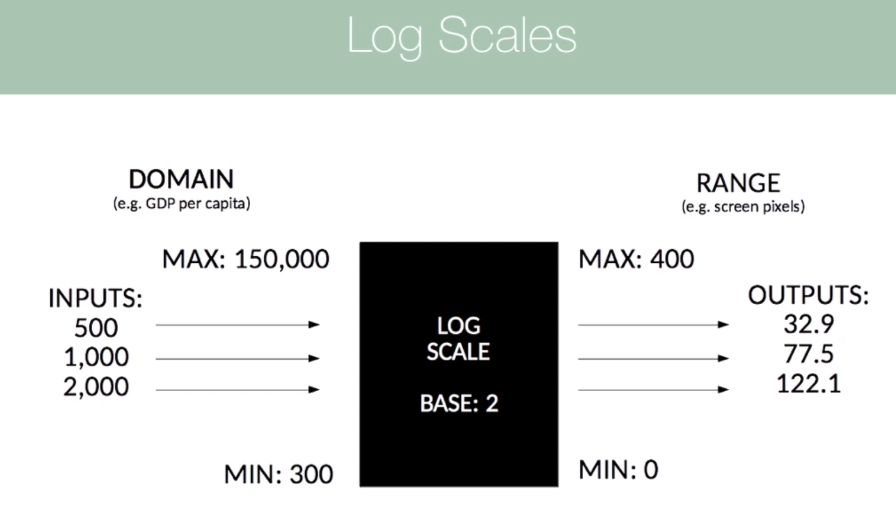 Log Scales
DOMAIN
(e.g. GDP per capita)
RANGE
(e.g. screen pixels)
MAX: 150,000
MAX: 400
INPUTS:
500
1,000
2,000
LOG
SCALE
BASE: 2
OUTPUTS:
32.9
77.5
122.1
MIN: 300
MIN: 0